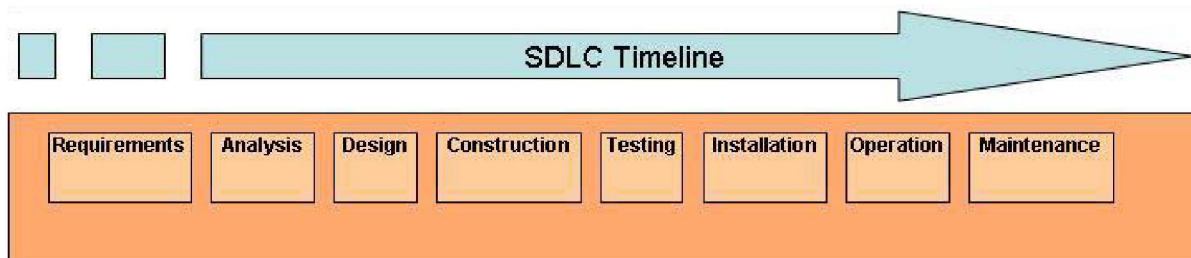 SDLC Timeline
Requirements Analysis Design Construction Testing Installation Operation Maintenance